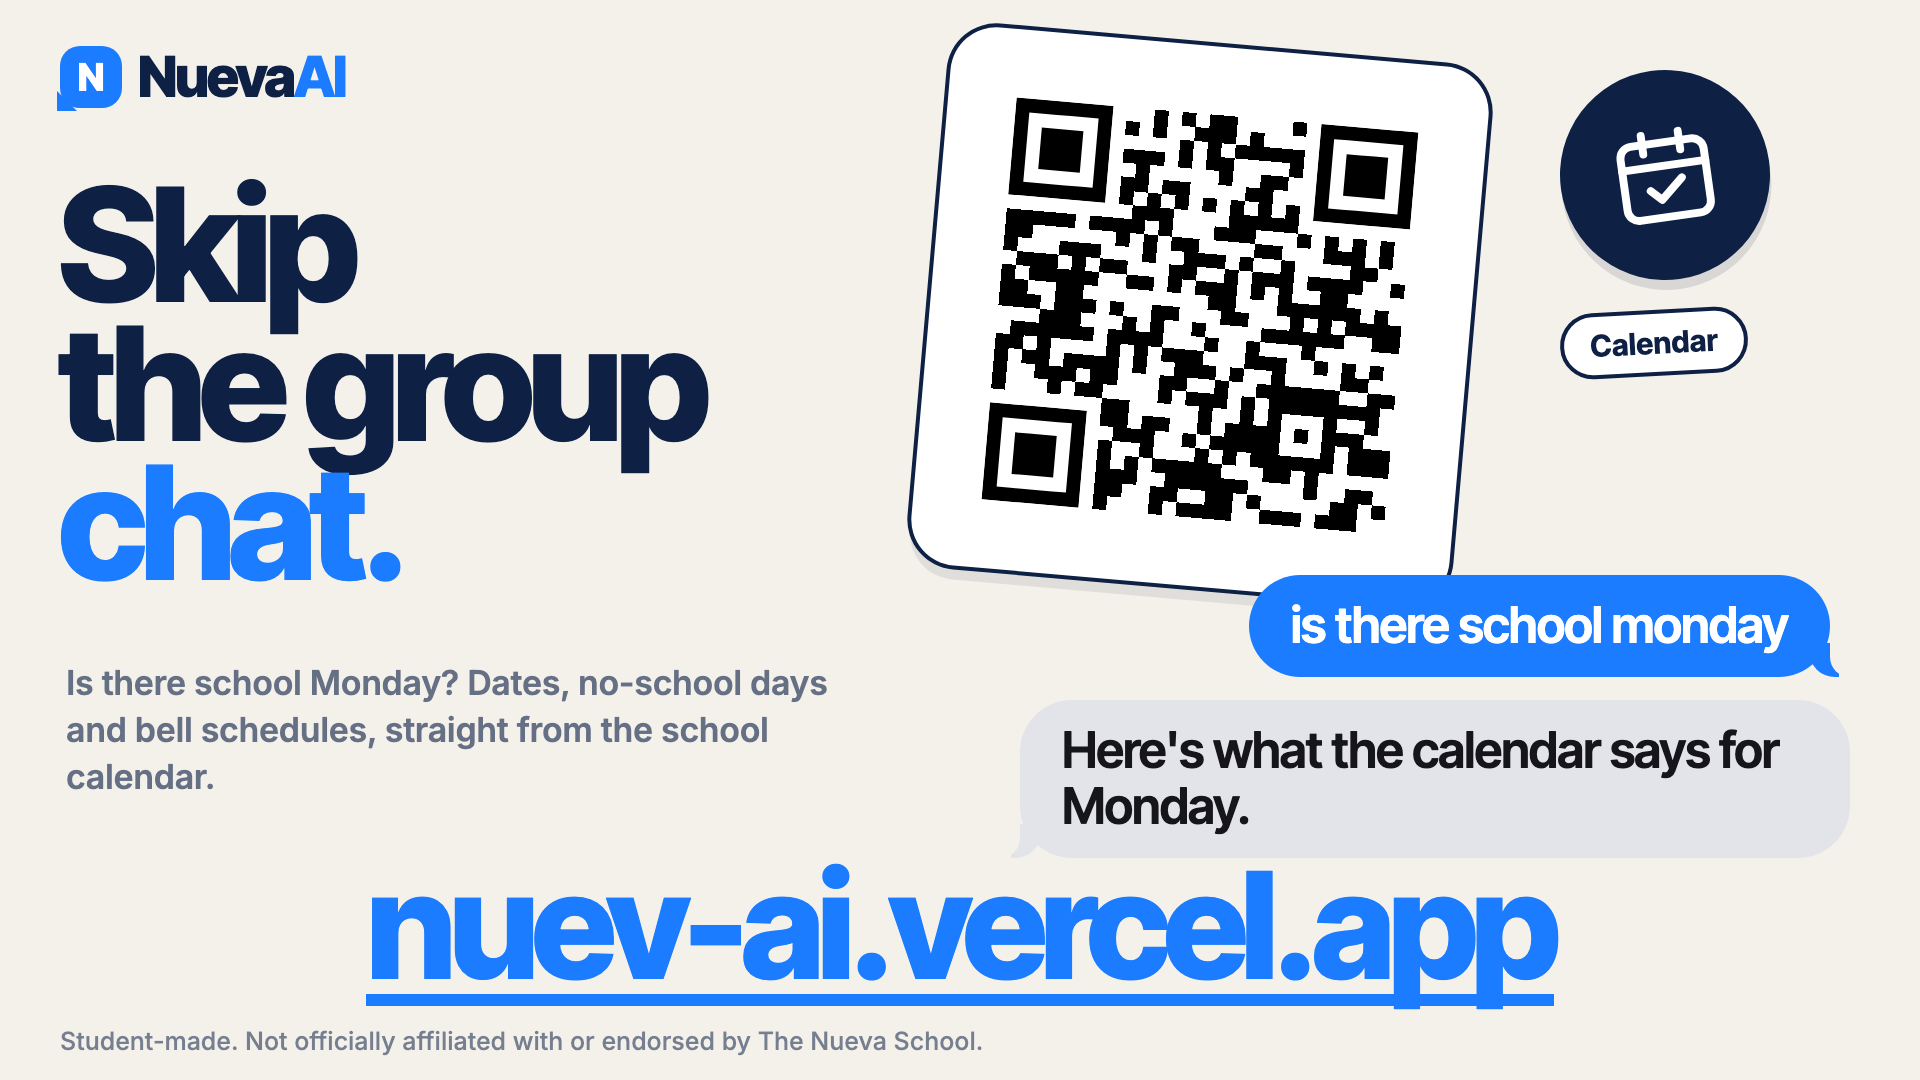 N NuevaAI
Skip
the group
chat.
Is there school Monday? Dates, no-school days
and bell schedules, straight from the school
calendar.
Calendar
is there school monday
Here's what the calendar says for
Monday.
nuev-ai.vercel.app
Student-made. Not officially affiliated with or endorsed by The Nueva School.